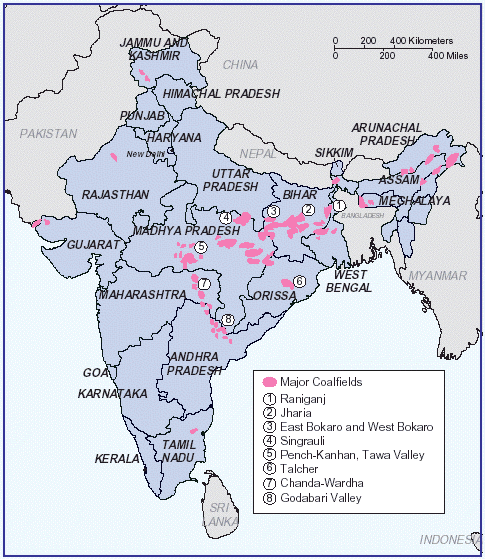 JAMMU AND
KASHMIR
0 200 400 Kilometers
0 200 400 Miles
CHINA
HIMACHAL PRADESH
PUNJAB
ARUNACHAL
PRADESH
PAKISTAN
HARYANA
New Delhi
NEPAL
SIKKIM
UTTAR
PRADESH
ASSAM
RAJASTHAN
BIHAR
MEGHALAYA
3
2
1
4
BANGLADESH
MADHYA PRADESH
GUJARAT
5
MYANMAR
WEST
BENGAL
7
6
MAHARASHTRA
ORISSA
8
ANDHRA
PRADESH
GOA
KARNATAKA
Major Coalfields
1 Raniganj
2 Jharia
3 East Bokaro and West Bokaro
4 Singrauli
5 Pench-Kanhan, Tawa Valley
6 Talcher
7 Chanda-Wardha
8 Godabari Valley
TAMIL
NADU
KERALA
SRI
LANKA
INDONESIA